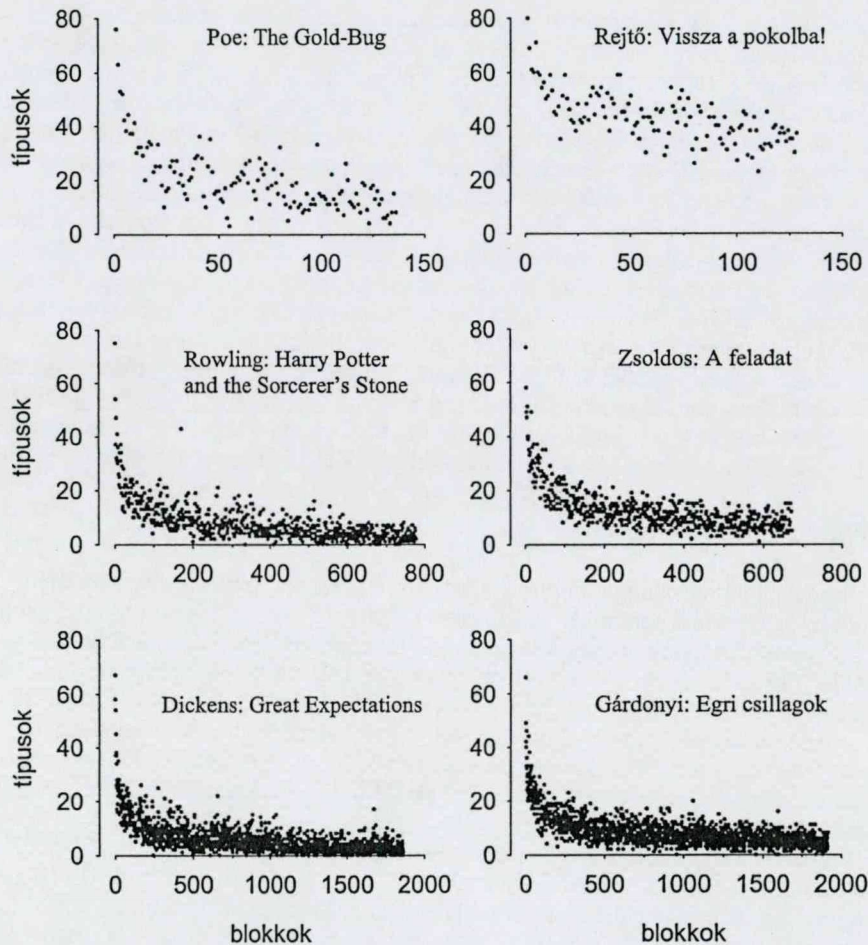 80
60
40
20
0
típusok
Poe: The Gold-Bug
0 50 100 150
80
60
40
20
0
Rejtő: Vissza a pokolba!
0 50 100 150
80
60
40
20
0
típusok
Rowling: Harry Potter
and the Sorcerer's Stone
0 200 400 600 800
80
60
40
20
0
Zsoldos: A feladat
0 200 400 600 800
80
60
40
20
0
típusok
Dickens: Great Expectations
0 500 1000 1500 2000
blokkok
80
60
40
20
0
Gárdonyi: Egri csillagok
0 500 1000 1500 2000
blokkok